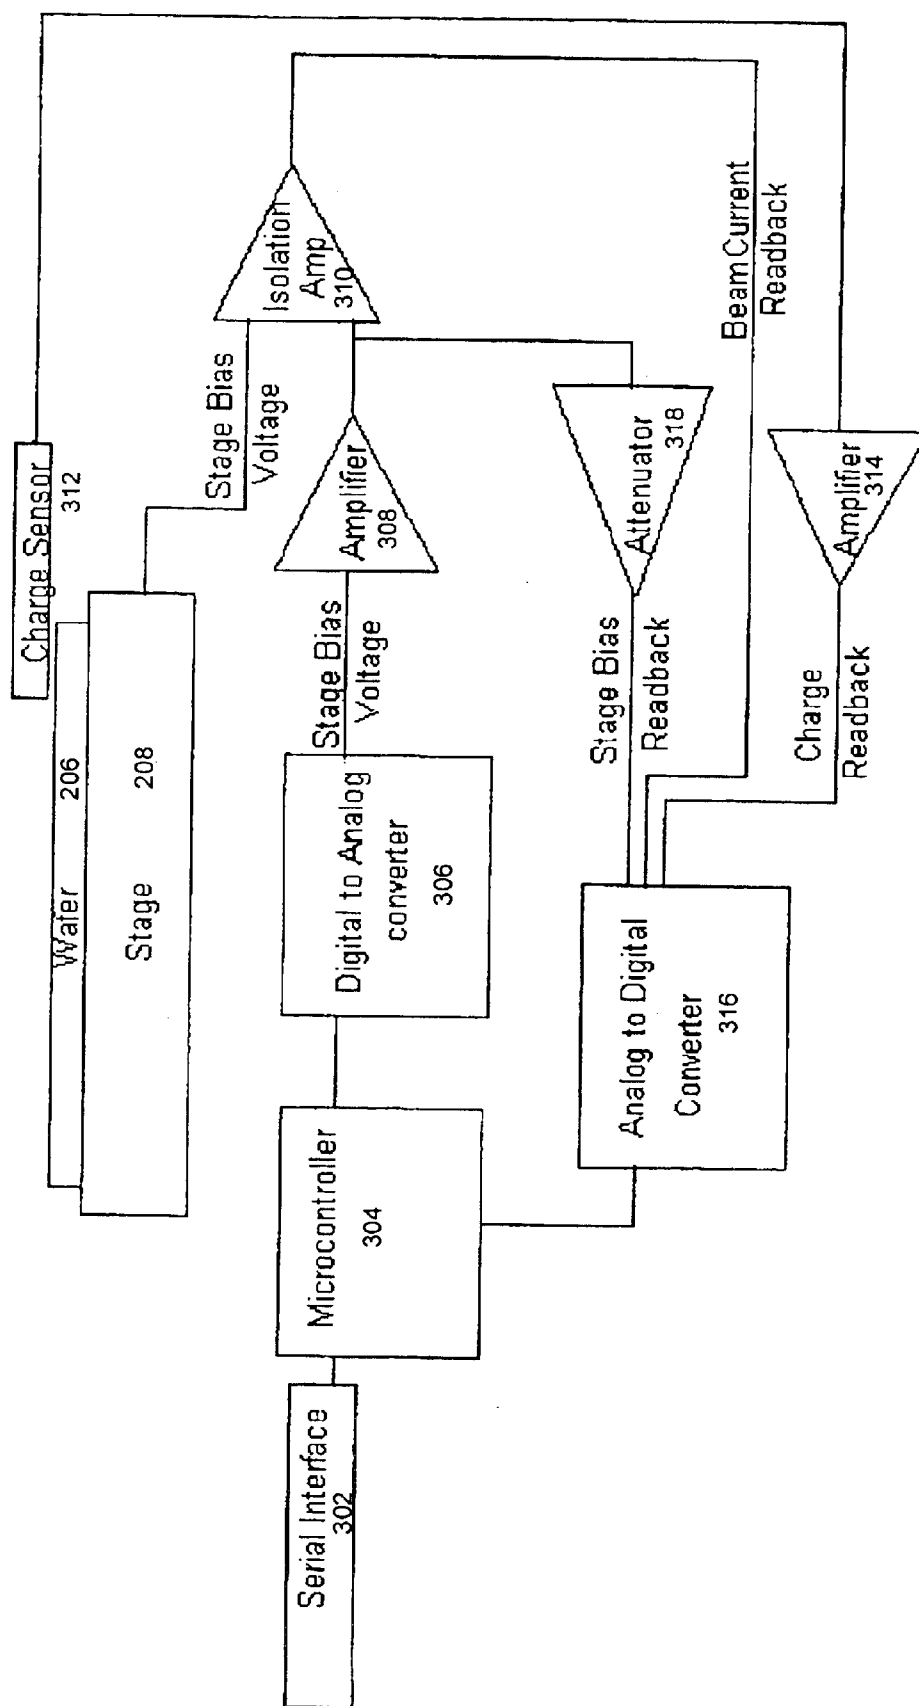 Charge Sensor
312
Wafer 206
Stage 208
Stage Bias
Voltage
Isolation
Amp
310
Serial Interface
302
Microcontroller
304
Digital to Analog
converter
306
Stage Bias
Voltage
Amplifier
308
Analog to Digital
Converter
316
Stage Bias
Readback
Attenuator
318
BeamCurrent
Readback
Charge
Readback
Amplifier
314